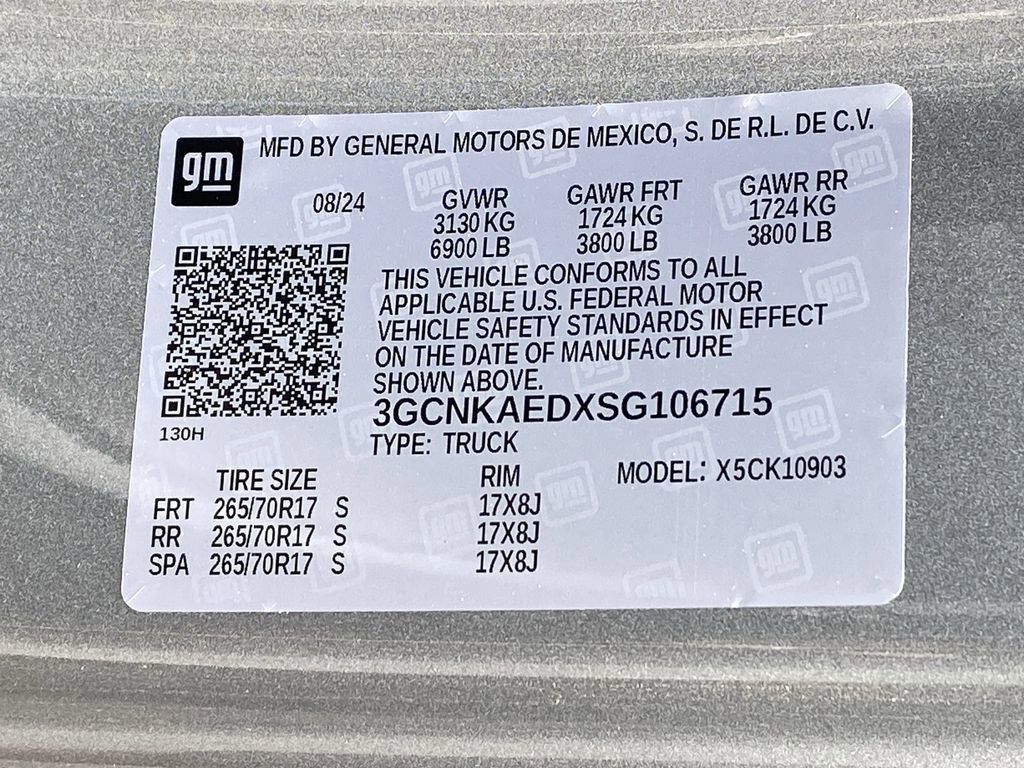 gm
MFD BY GENERAL MOTORS DE MEXICO, S. DE R.L. DE C.V.
08/24 GVWR GAWR FRT GAWR RR
3130 KG 1724 KG 1724 KG
6900 LB 3800 LB 3800 LB
THIS VEHICLE CONFORMS TO ALL
APPLICABLE U.S. FEDERAL MOTOR
VEHICLE SAFETY STANDARDS IN EFFECT
ON THE DATE OF MANUFACTURE
SHOWN ABOVE.
3GCNKAEDXSG106715
130H
TYPE: TRUCK
TIRE SIZE RIM MODEL: X5CK10903
FRT 265/70R17 S 17X8J
RR 265/70R17 S 17X8J
SPA 265/70R17 S 17X8J